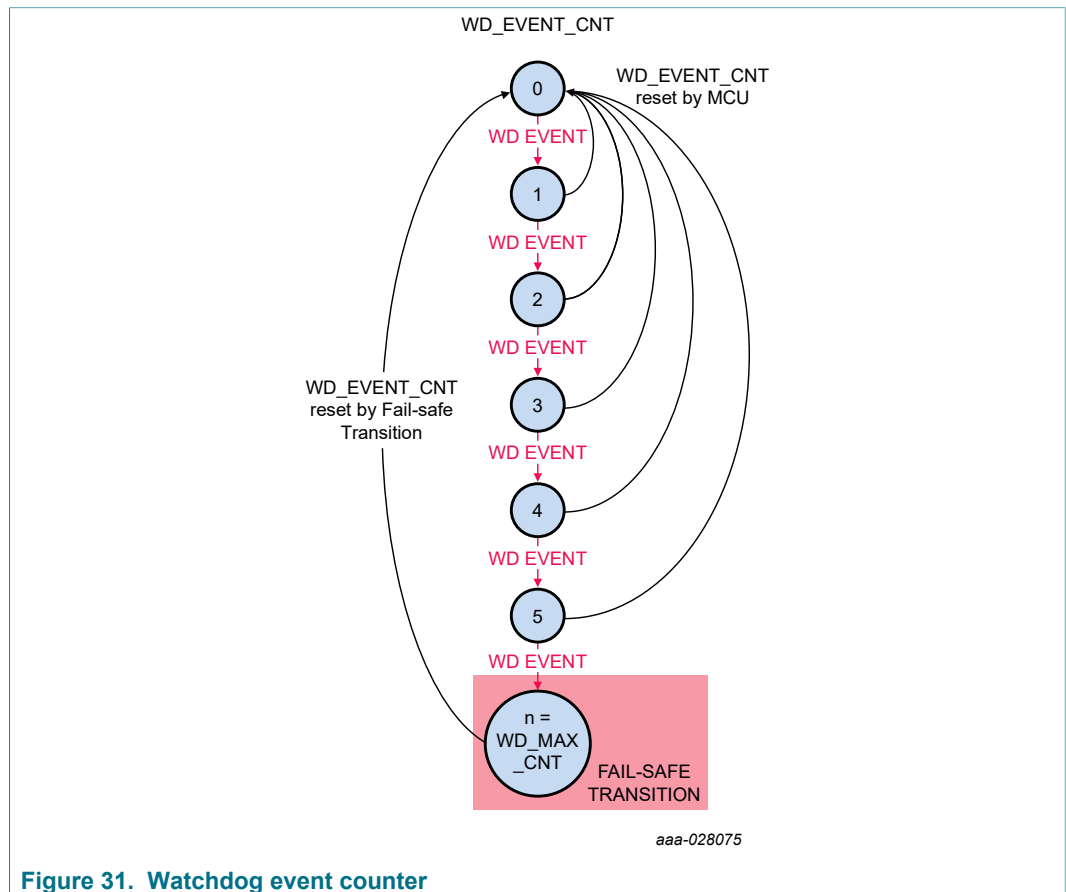 WD_EVENT_CNT
0
WD_EVENT_CNT
reset by MCU
WD EVENT
1
WD EVENT
2
WD EVENT
3
WD_EVENT_CNT
reset by Fail-safe
Transition
WD EVENT
4
WD EVENT
5
WD EVENT
n =
WD_MAX
_CNT
FAIL-SAFE
TRANSITION
aaa-028075
Figure 31. Watchdog event counter